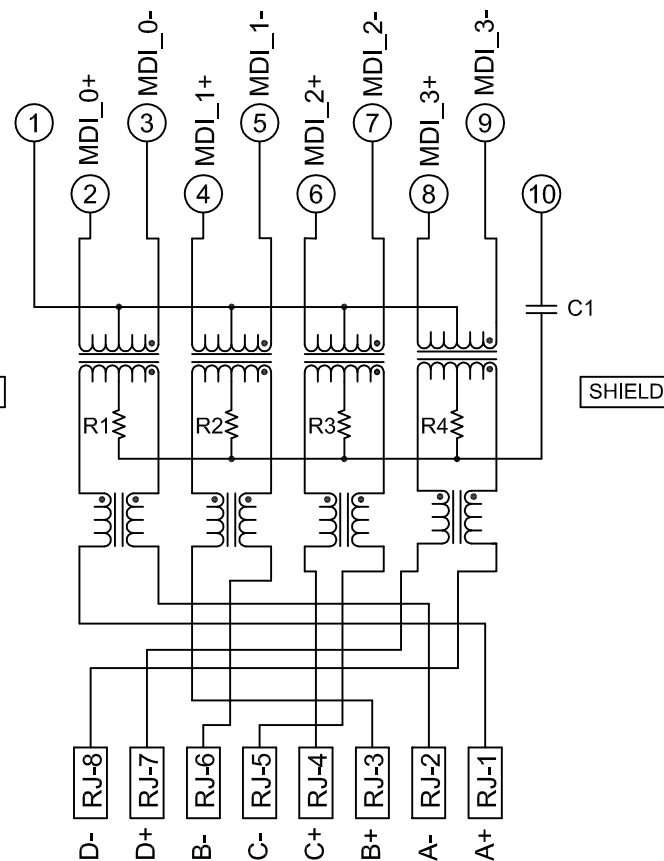 MDI_0-
MDI_1-
MDI_2-
MDI_3-
MDI_0+
MDI_1+
MDI_2+
MDI_3+
1
3
5
7
9
2
4
6
8
10
C1
SHIELD
R1
R2
R3
R4
RJ-8
RJ-7
RJ-6
RJ-5
RJ-4
RJ-3
RJ-2
RJ-1
D-
D+
B-
C-
C+
B+
A-
A+